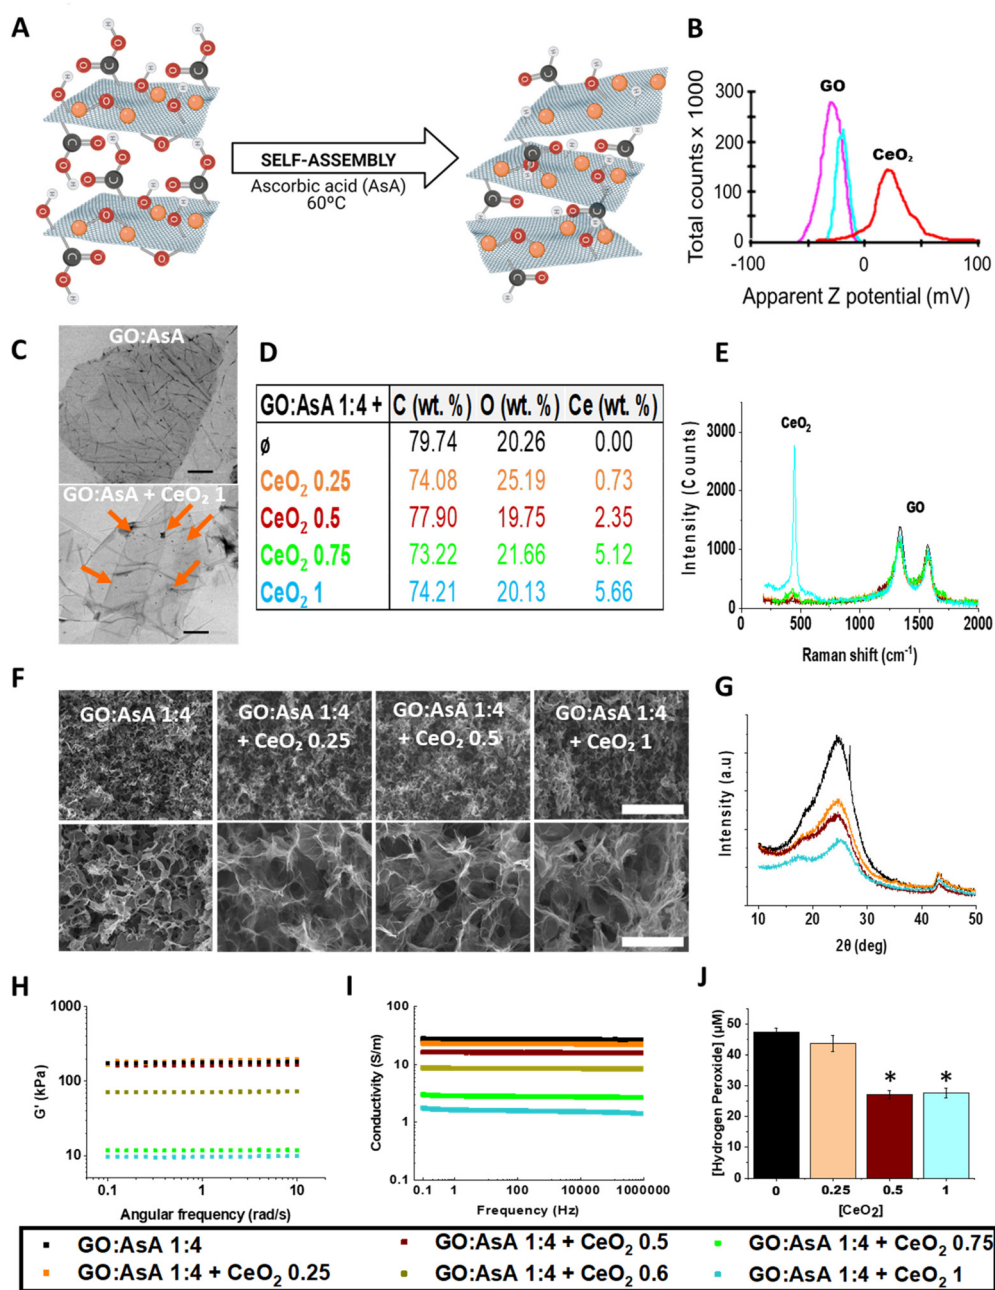 A
SELF-ASSEMBLY
Ascorbic acid (AsA)
60ºC
B
Total counts x 1000
300
200
100
0
GO
CeO₂
-100
0
100
Apparent Z potential (mV)
C
GO:AsA
GO:AsA + CeO₂ 1
D
GO:AsA 1:4 + C (wt. %) O (wt. %) Ce (wt. %)
ø 79.74 20.26 0.00
CeO₂ 0.25 74.08 25.19 0.73
CeO₂ 0.5 77.90 19.75 2.35
CeO₂ 0.75 73.22 21.66 5.12
CeO₂ 1 74.21 20.13 5.66
E
Intensity (Counts)
3000
2000
1000
0
CeO₂
GO
0 500 1000 1500 2000
Raman shift (cm⁻¹)
F
GO:AsA 1:4
GO:AsA 1:4
+ CeO₂ 0.25
GO:AsA 1:4
+ CeO₂ 0.5
GO:AsA 1:4
+ CeO₂ 1
G
Intensity (a.u)
10 20 30 40 50
2θ (deg)
H
G' (kPa)
1000
100
10
0.1 1 10
Angular frequency (rad/s)
I
Conductivity (S/m)
100
10
1
0.1
0.1 1 100 10000 1000000
Frequency (Hz)
J
[Hydrogen Peroxide] (µM)
50
40
30
20
10
0
* *
0 0.25 0.5 1
[CeO₂]
GO:AsA 1:4
GO:AsA 1:4 + CeO₂ 0.5
GO:AsA 1:4 + CeO₂ 0.75
GO:AsA 1:4 + CeO₂ 0.25
GO:AsA 1:4 + CeO₂ 0.6
GO:AsA 1:4 + CeO₂ 1